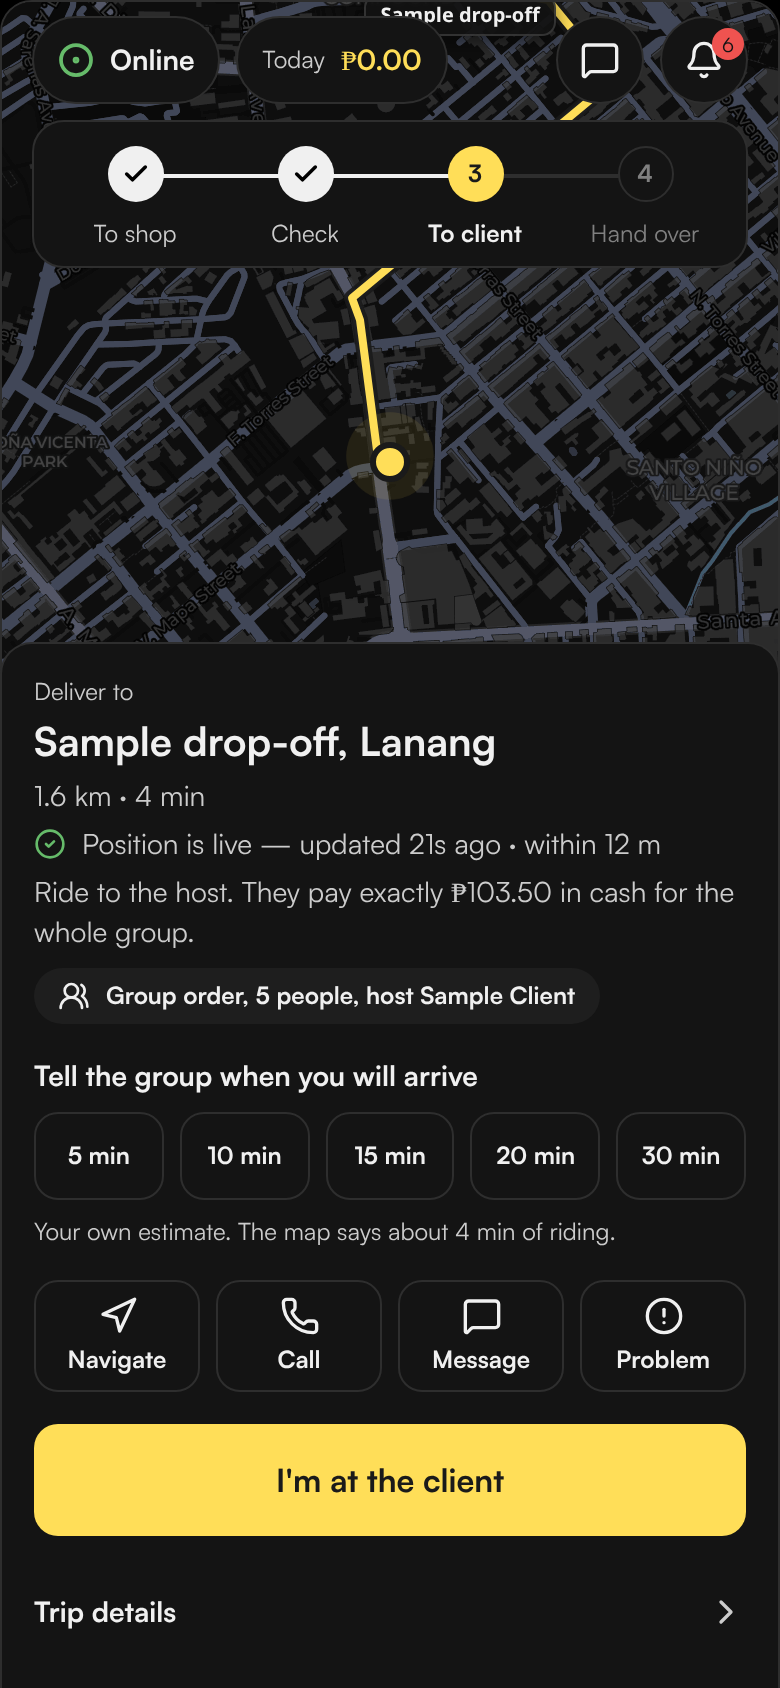 Sample drop-off
Online
Today ₱0.00
6
3
4
To shop
Check
To client
Hand over
F. Torres Street
N. Torres Street
VICENTA
PARK
SANTO NIÑO
VILLAGE
Mapa Street
Santa
Deliver to
Sample drop-off, Lanang
1.6 km · 4 min
Position is live — updated 21s ago · within 12 m
Ride to the host. They pay exactly ₱103.50 in cash for the
whole group.
Group order, 5 people, host Sample Client
Tell the group when you will arrive
5 min
10 min
15 min
20 min
30 min
Your own estimate. The map says about 4 min of riding.
Navigate
Call
Message
Problem
I'm at the client
Trip details